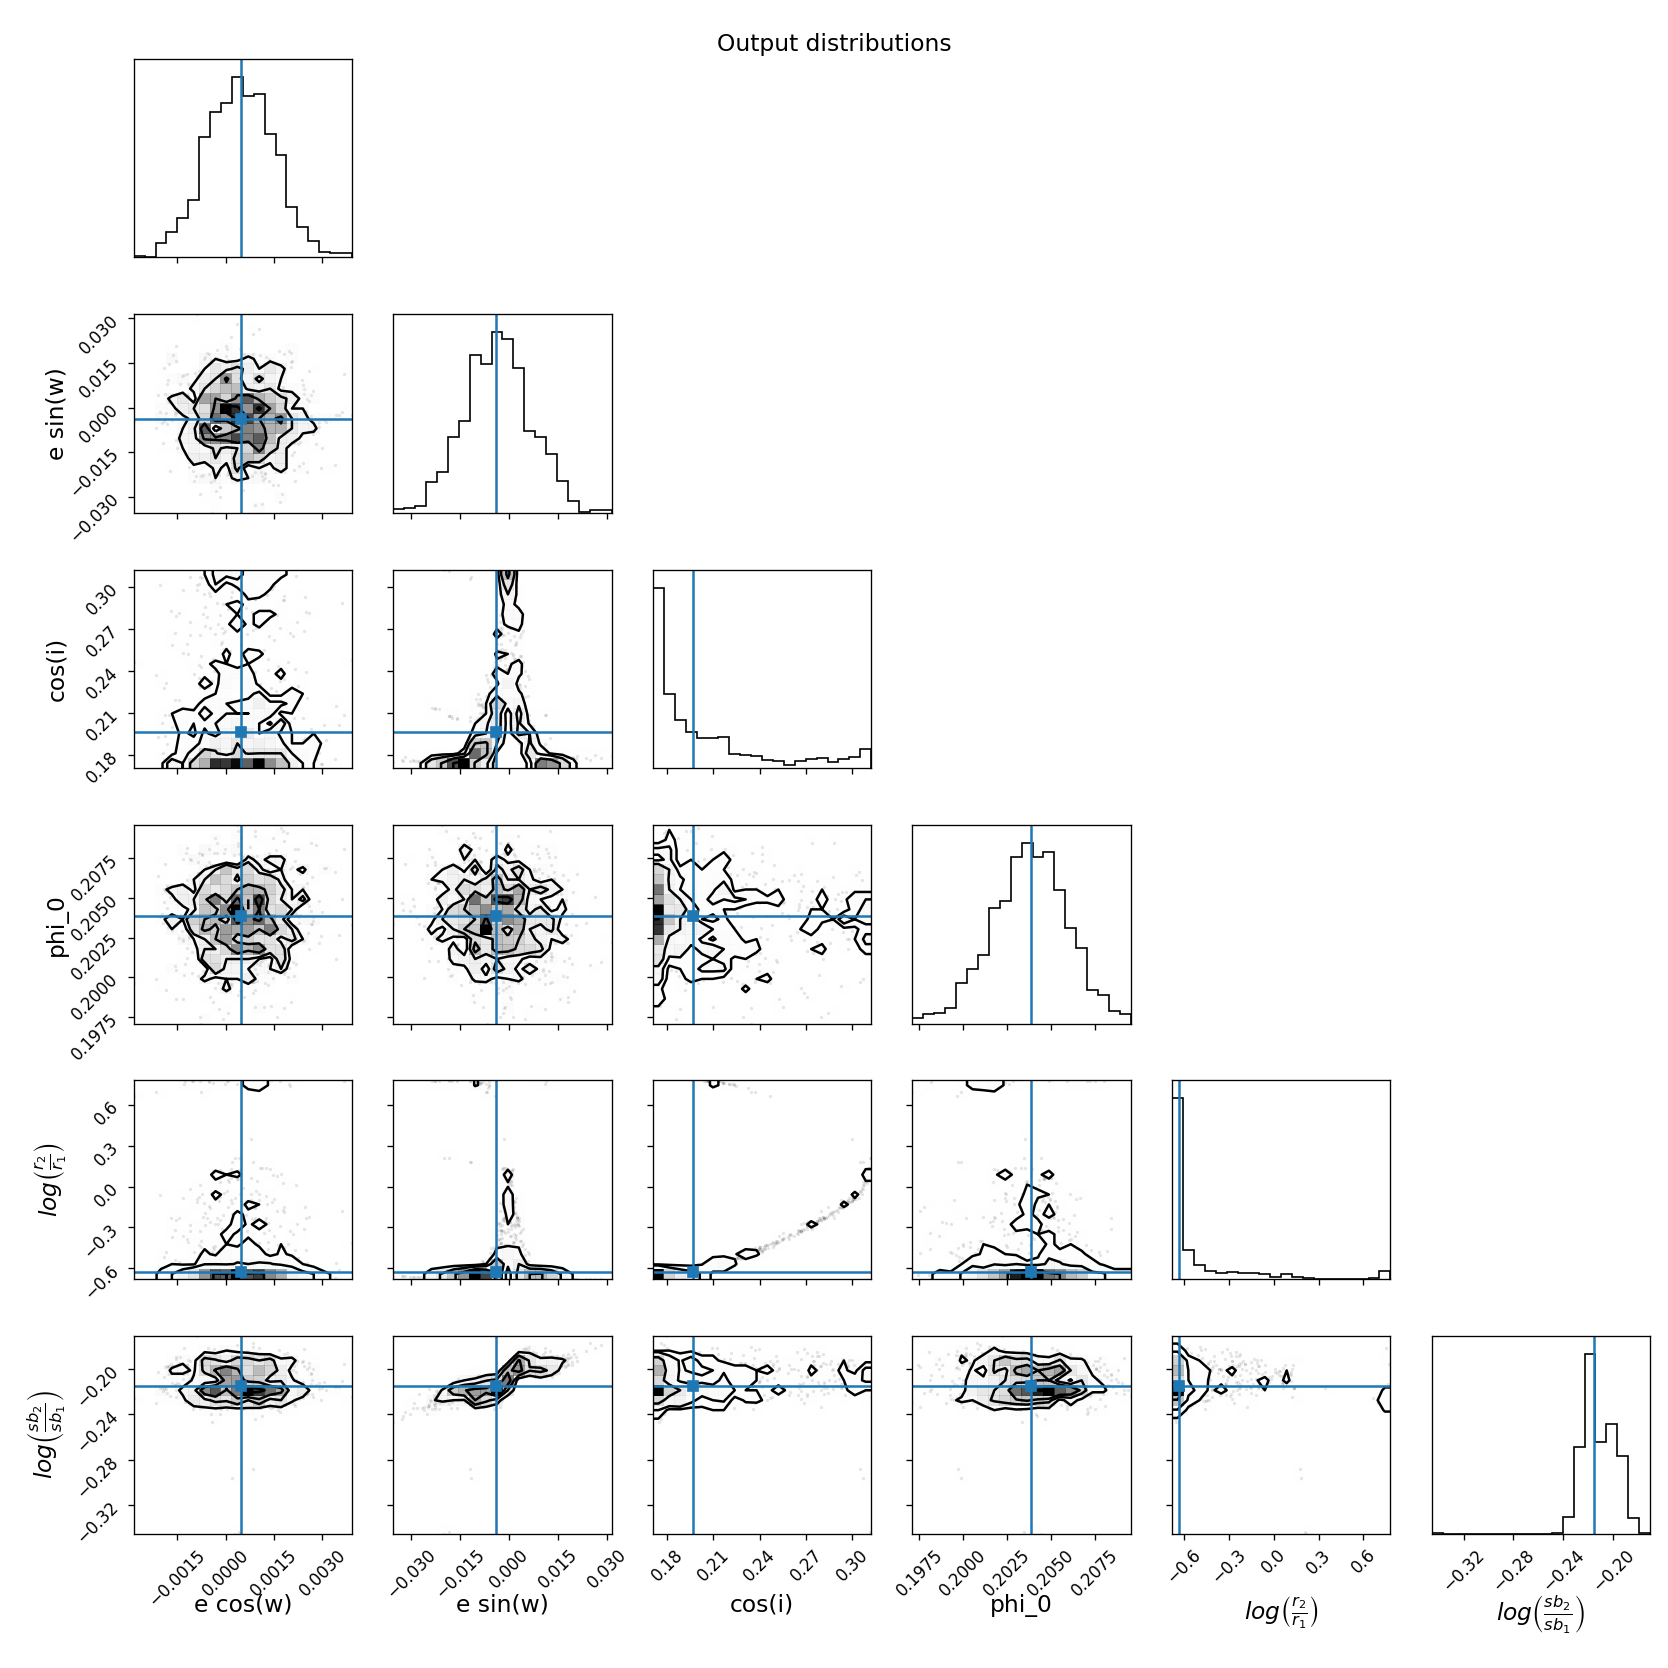 Output distributions
e sin(w)
0.030
0.015
0.000
−0.015
−0.030
cos(i)
0.30
0.27
0.24
0.21
0.18
phi_0
0.2075
0.2050
0.2025
0.2000
0.1975
log(r₂/r₁)
0.6
0.3
0.0
−0.3
−0.6
log(sb₂/sb₁)
−0.20
−0.24
−0.28
−0.32
−0.0015 0.0000 0.0015 0.0030
−0.030 −0.015 0.000 0.015 0.030
0.18 0.21 0.24 0.27 0.30
0.1975 0.2000 0.2025 0.2050 0.2075
−0.6 −0.3 0.0 0.3 0.6
−0.32 −0.28 −0.24 −0.20
e cos(w) e sin(w) cos(i) phi_0 log(r₂/r₁) log(sb₂/sb₁)